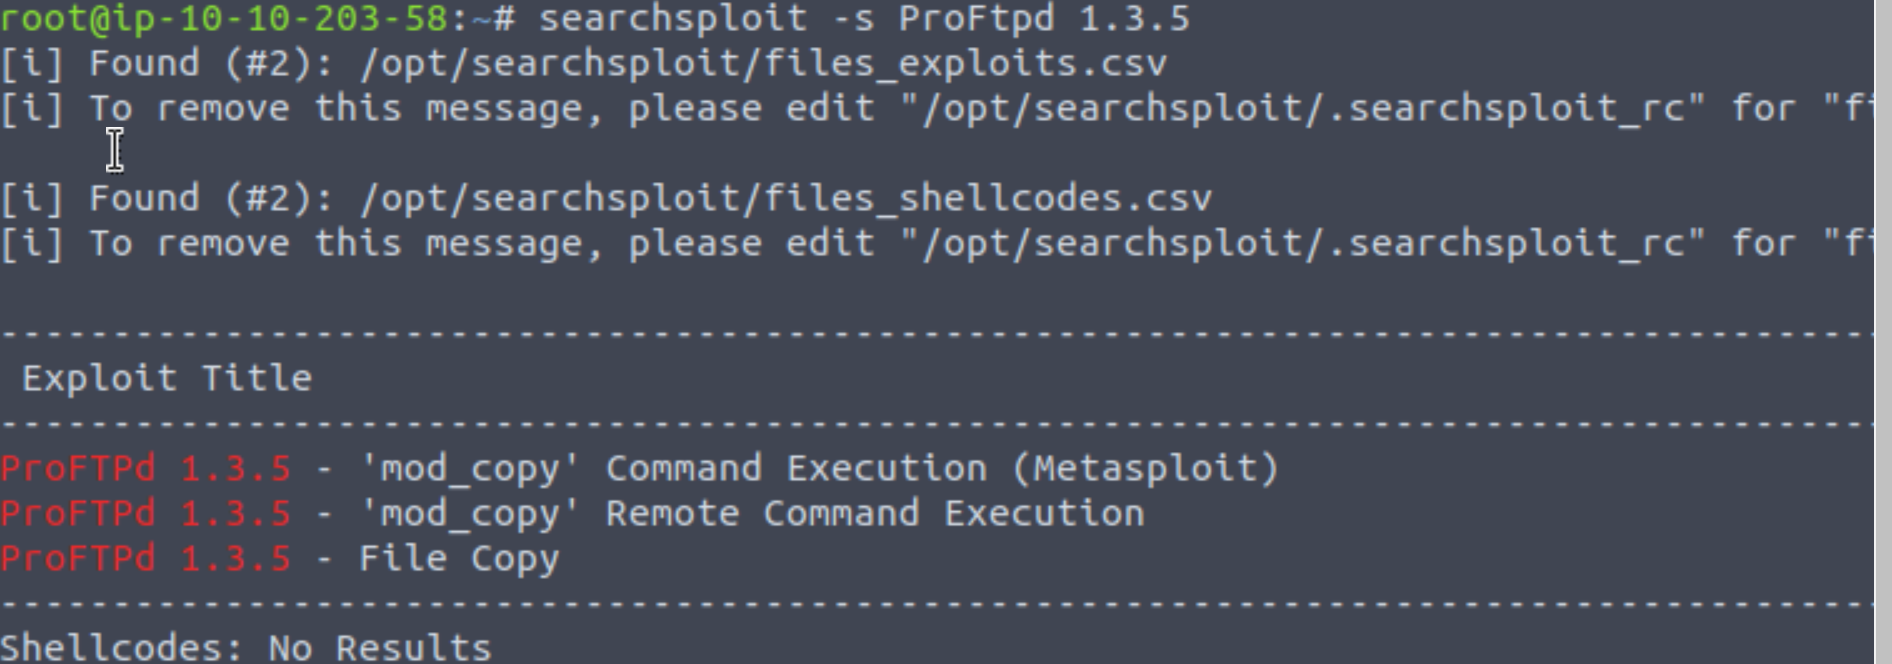 root@ip-10-10-203-58:~# searchsploit -s ProFtpd 1.3.5
[i] Found (#2): /opt/searchsploit/files_exploits.csv
[i] To remove this message, please edit "/opt/searchsploit/.searchsploit_rc" for "fi
[i] Found (#2): /opt/searchsploit/files_shellcodes.csv
[i] To remove this message, please edit "/opt/searchsploit/.searchsploit_rc" for "fi
Exploit Title
ProFTPd 1.3.5 - 'mod_copy' Command Execution (Metasploit)
ProFTPd 1.3.5 - 'mod_copy' Remote Command Execution
ProFTPd 1.3.5 - File Copy
Shellcodes: No Results